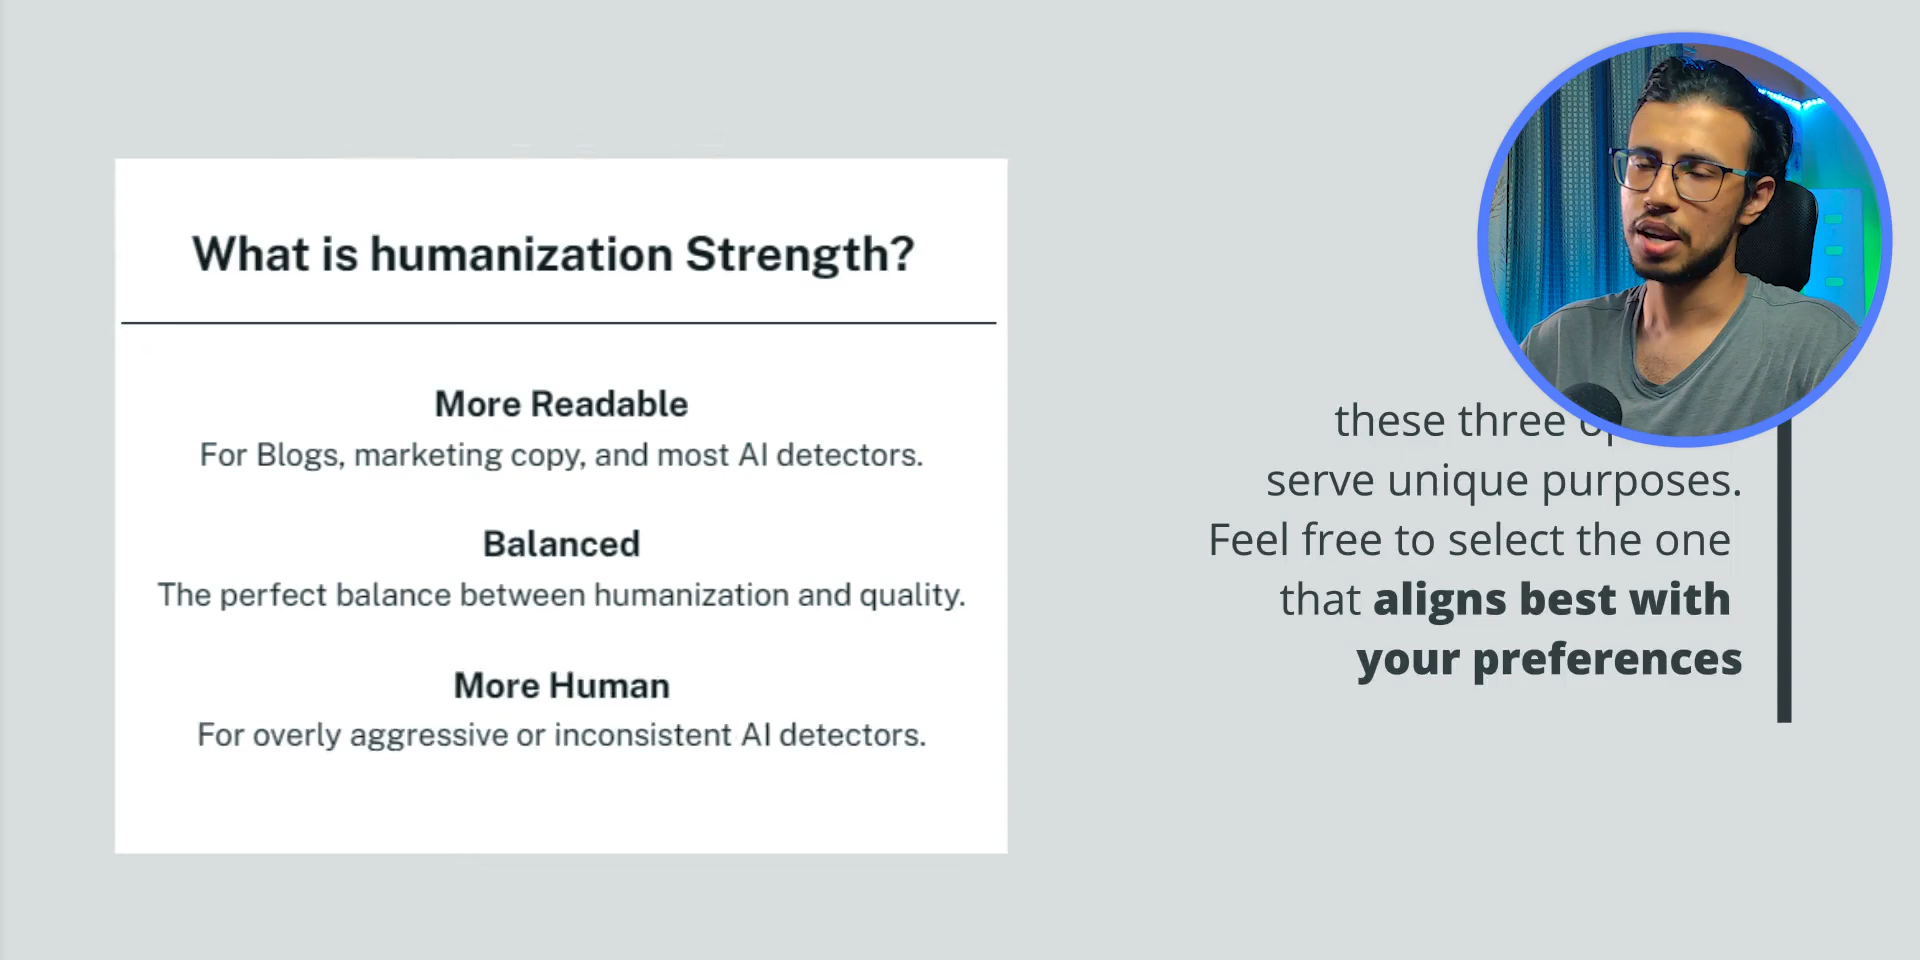 What is humanization Strength?
More Readable
For Blogs, marketing copy, and most AI detectors.
Balanced
The perfect balance between humanization and quality.
More Human
For overly aggressive or inconsistent AI detectors.
these three
serve unique purposes.
Feel free to select the one
that aligns best with
your preferences